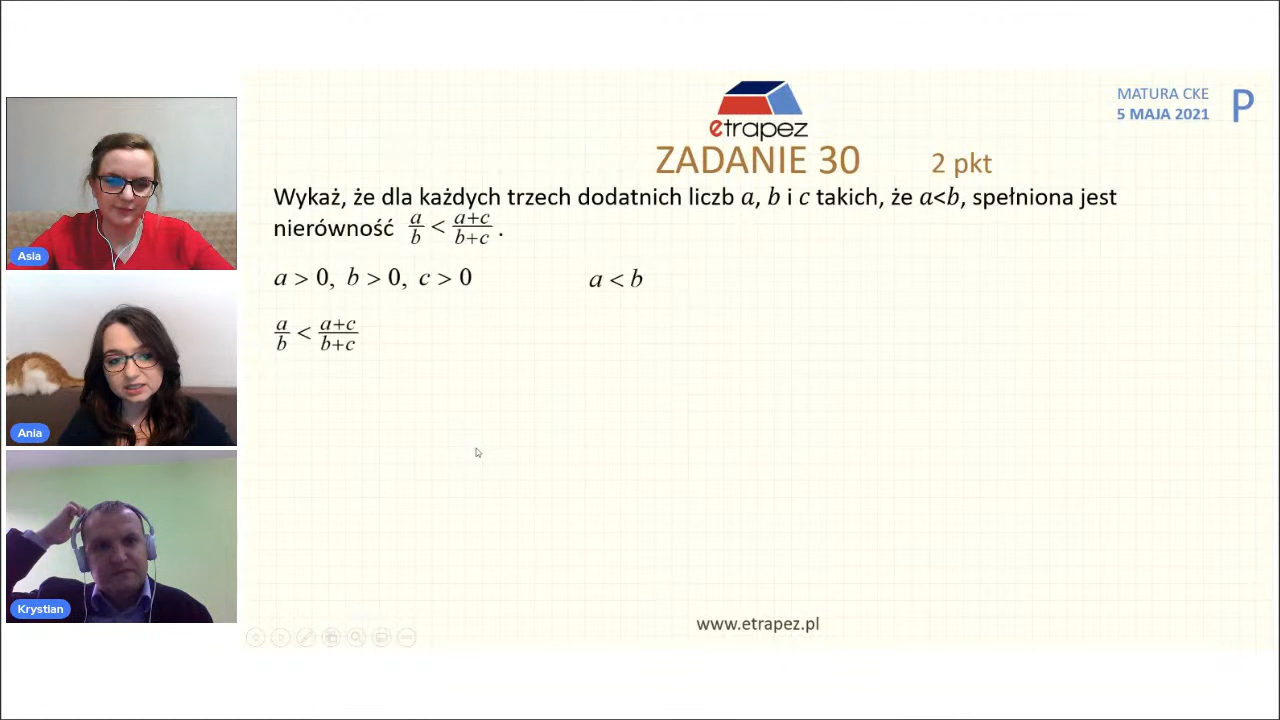 etrapez
MATURA CKE
5 MAJA 2021
P
ZADANIE 30 2 pkt
Wykaż, że dla każdych trzech dodatnich liczb a, b i c takich, że a<b, spełniona jest
nierówność a/b < a+c/b+c .
a > 0, b > 0, c > 0 a < b
a/b < a+c/b+c
Asia
Ania
Krystian
www.etrapez.pl